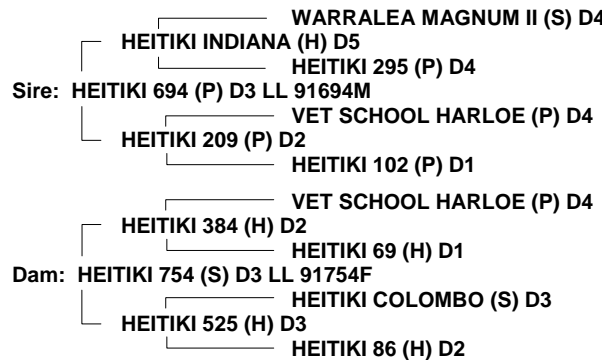 WARRALEA MAGNUM II (S) D4
HEITIKI INDIANA (H) D5
HEITIKI 295 (P) D4
Sire: HEITIKI 694 (P) D3 LL 91694M
VET SCHOOL HARLOE (P) D4
HEITIKI 209 (P) D2
HEITIKI 102 (P) D1
VET SCHOOL HARLOE (P) D4
HEITIKI 384 (H) D2
HEITIKI 69 (H) D1
Dam: HEITIKI 754 (S) D3 LL 91754F
HEITIKI COLOMBO (S) D3
HEITIKI 525 (H) D3
HEITIKI 86 (H) D2